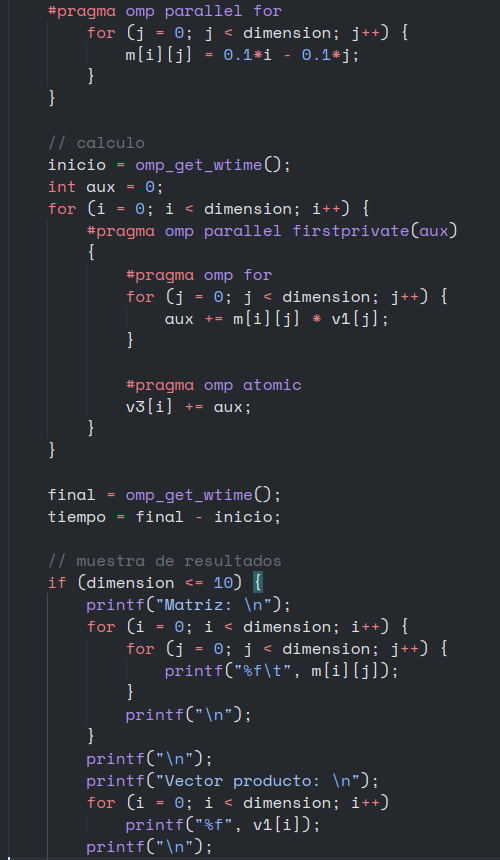 #pragma omp parallel for
for (j = 0; j < dimension; j++) {
m[i][j] = 0.1*i - 0.1*j;
}
}
// calculo
inicio = omp_get_wtime();
int aux = 0;
for (i = 0; i < dimension; i++) {
#pragma omp parallel firstprivate(aux)
{
#pragma omp for
for (j = 0; j < dimension; j++) {
aux += m[i][j] * v1[j];
}
#pragma omp atomic
v3[i] += aux;
}
}
final = omp_get_wtime();
tiempo = final - inicio;
// muestra de resultados
if (dimension <= 10) {
printf("Matriz: \n");
for (i = 0; i < dimension; i++) {
for (j = 0; j < dimension; j++) {
printf("%f\t", m[i][j]);
}
printf("\n");
}
printf("\n");
printf("Vector producto: \n");
for (i = 0; i < dimension; i++)
printf("%f", v1[i]);
printf("\n");